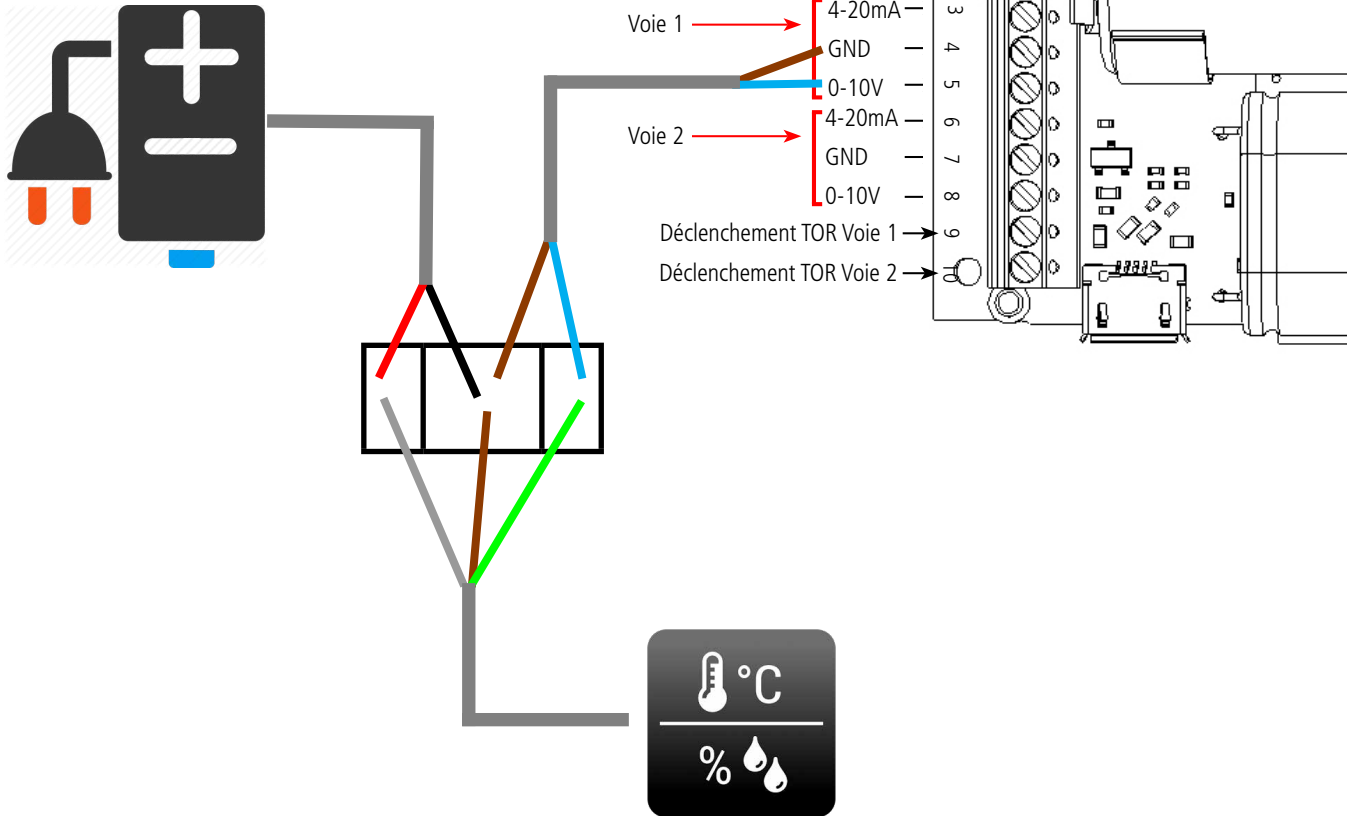 4-20mA
3
Voie 1
GND
4
0-10V
5
4-20mA
6
Voie 2
GND
7
0-10V
8
Déclenchement TOR Voie 1
9
Déclenchement TOR Voie 2
10
°C
%